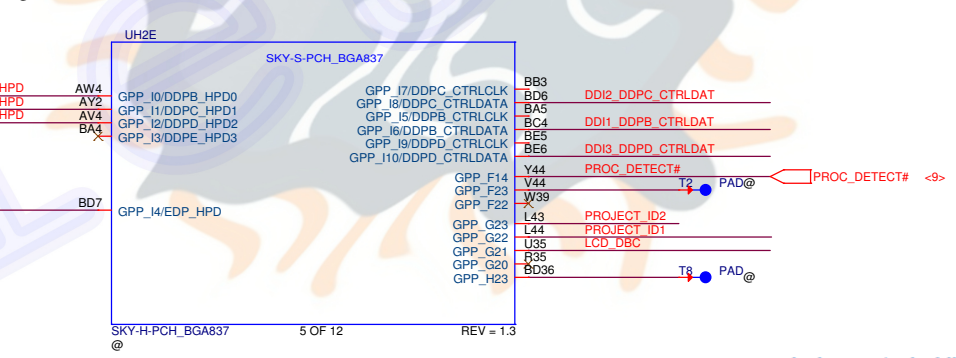 UH2E
SKY-S-PCH_BGA837
HPD AW4 GPP_I0/DDPB_HPD0
HPD AY2 GPP_I1/DDPC_HPD1
HPD AV4 GPP_I2/DDPD_HPD2
BA4 GPP_I3/DDPE_HPD3
BD7 GPP_I4/EDP_HPD
GPP_I7/DDPC_CTRLCLK BB3
GPP_I8/DDPC_CTRLDATA BD6 DDI2_DDPC_CTRLDAT
GPP_I5/DDPB_CTRLCLK BA5
GPP_I6/DDPB_CTRLDATA BC4 DDI1_DDPB_CTRLDAT
GPP_I9/DDPD_CTRLCLK BE5
GPP_I10/DDPD_CTRLDATA BE6 DDI3_DDPD_CTRLDAT
GPP_F14 Y44 PROC_DETECT# PROC_DETECT# <9>
GPP_F23 V44 T2 PAD@
GPP_F22 W39
GPP_G23 L43 PROJECT_ID2
GPP_G22 L44 PROJECT_ID1
GPP_G21 U35 LCD_DBC
GPP_G20 R35
GPP_H23 BD36 T8 PAD@
SKY-H-PCH_BGA837 5 OF 12 REV = 1.3
@